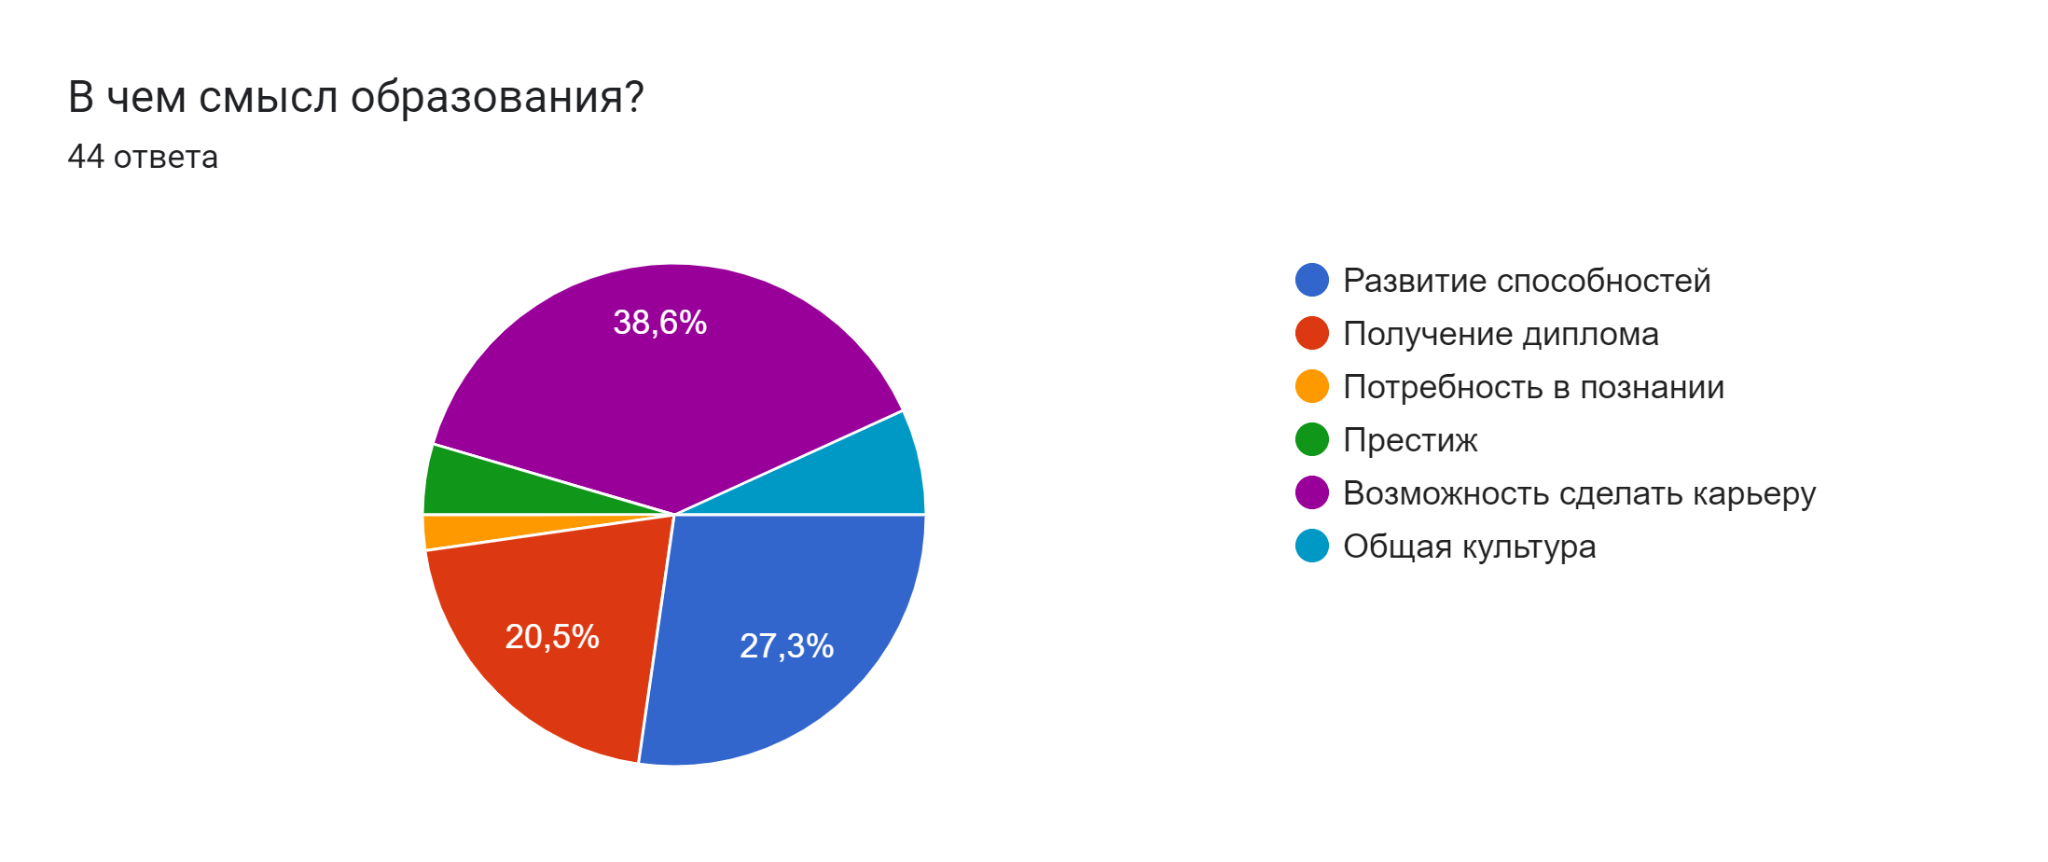 В чем смысл образования?
44 ответа
38,6%
20,5%
27,3%
Развитие способностей
Получение диплома
Потребность в познании
Престиж
Возможность сделать карьеру
Общая культура